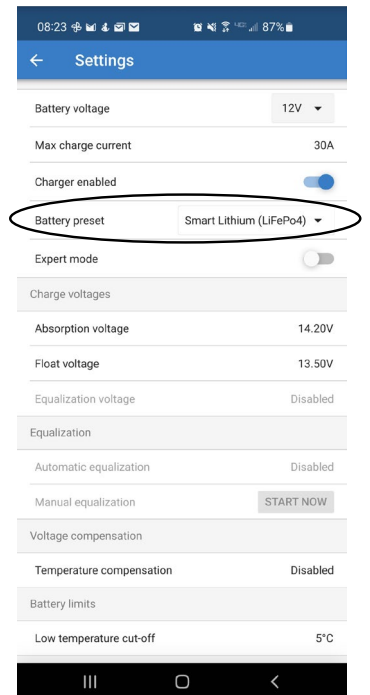 08:23 87%
Settings
Battery voltage 12V
Max charge current 30A
Charger enabled
Battery preset Smart Lithium (LiFePo4)
Expert mode
Charge voltages
Absorption voltage 14.20V
Float voltage 13.50V
Equalization voltage Disabled
Equalization
Automatic equalization Disabled
Manual equalization START NOW
Voltage compensation
Temperature compensation Disabled
Battery limits
Low temperature cut-off 5°C